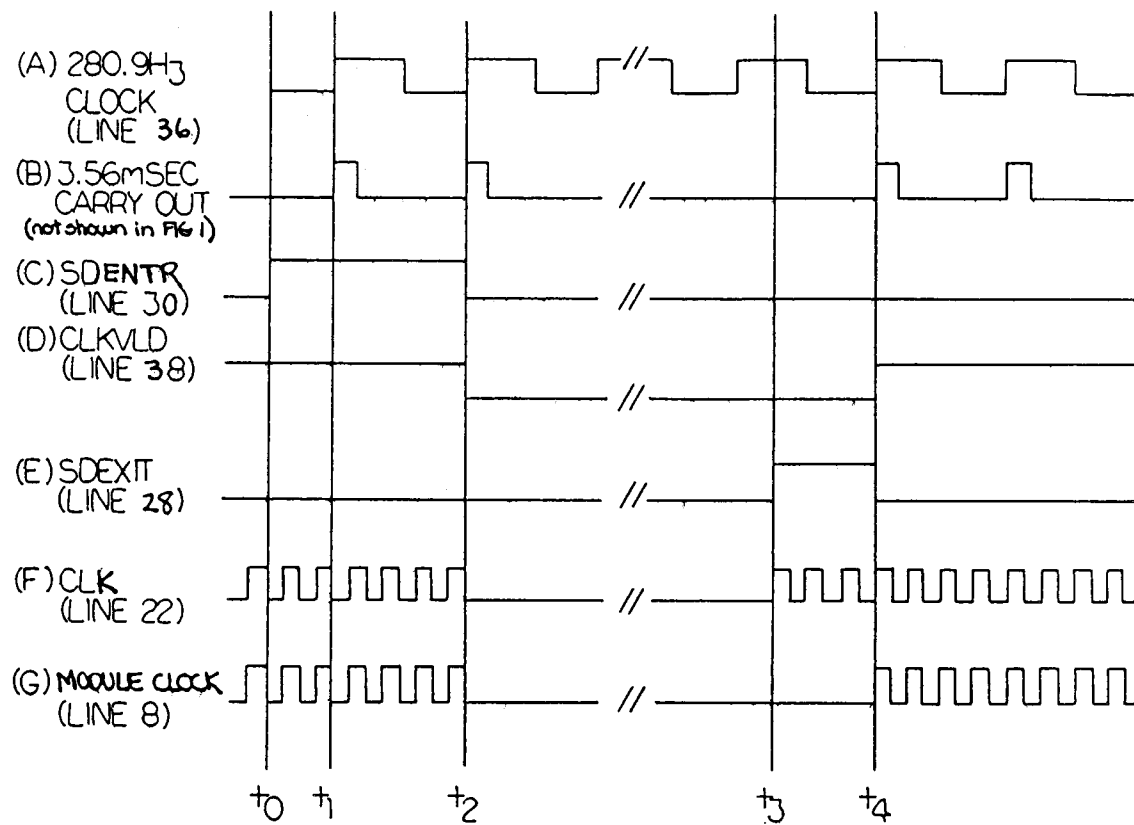 (A) 280.9Hz
CLOCK
(LINE 36)
(B) 3.56mSEC
CARRY OUT
(not shown in FIG 1)
(C) SDENTR
(LINE 30)
(D) CLKVLD
(LINE 38)
(E) SDEXIT
(LINE 28)
(F) CLK
(LINE 22)
(G) MODULE CLOCK
(LINE 8)
t0 t1 t2 t3 t4